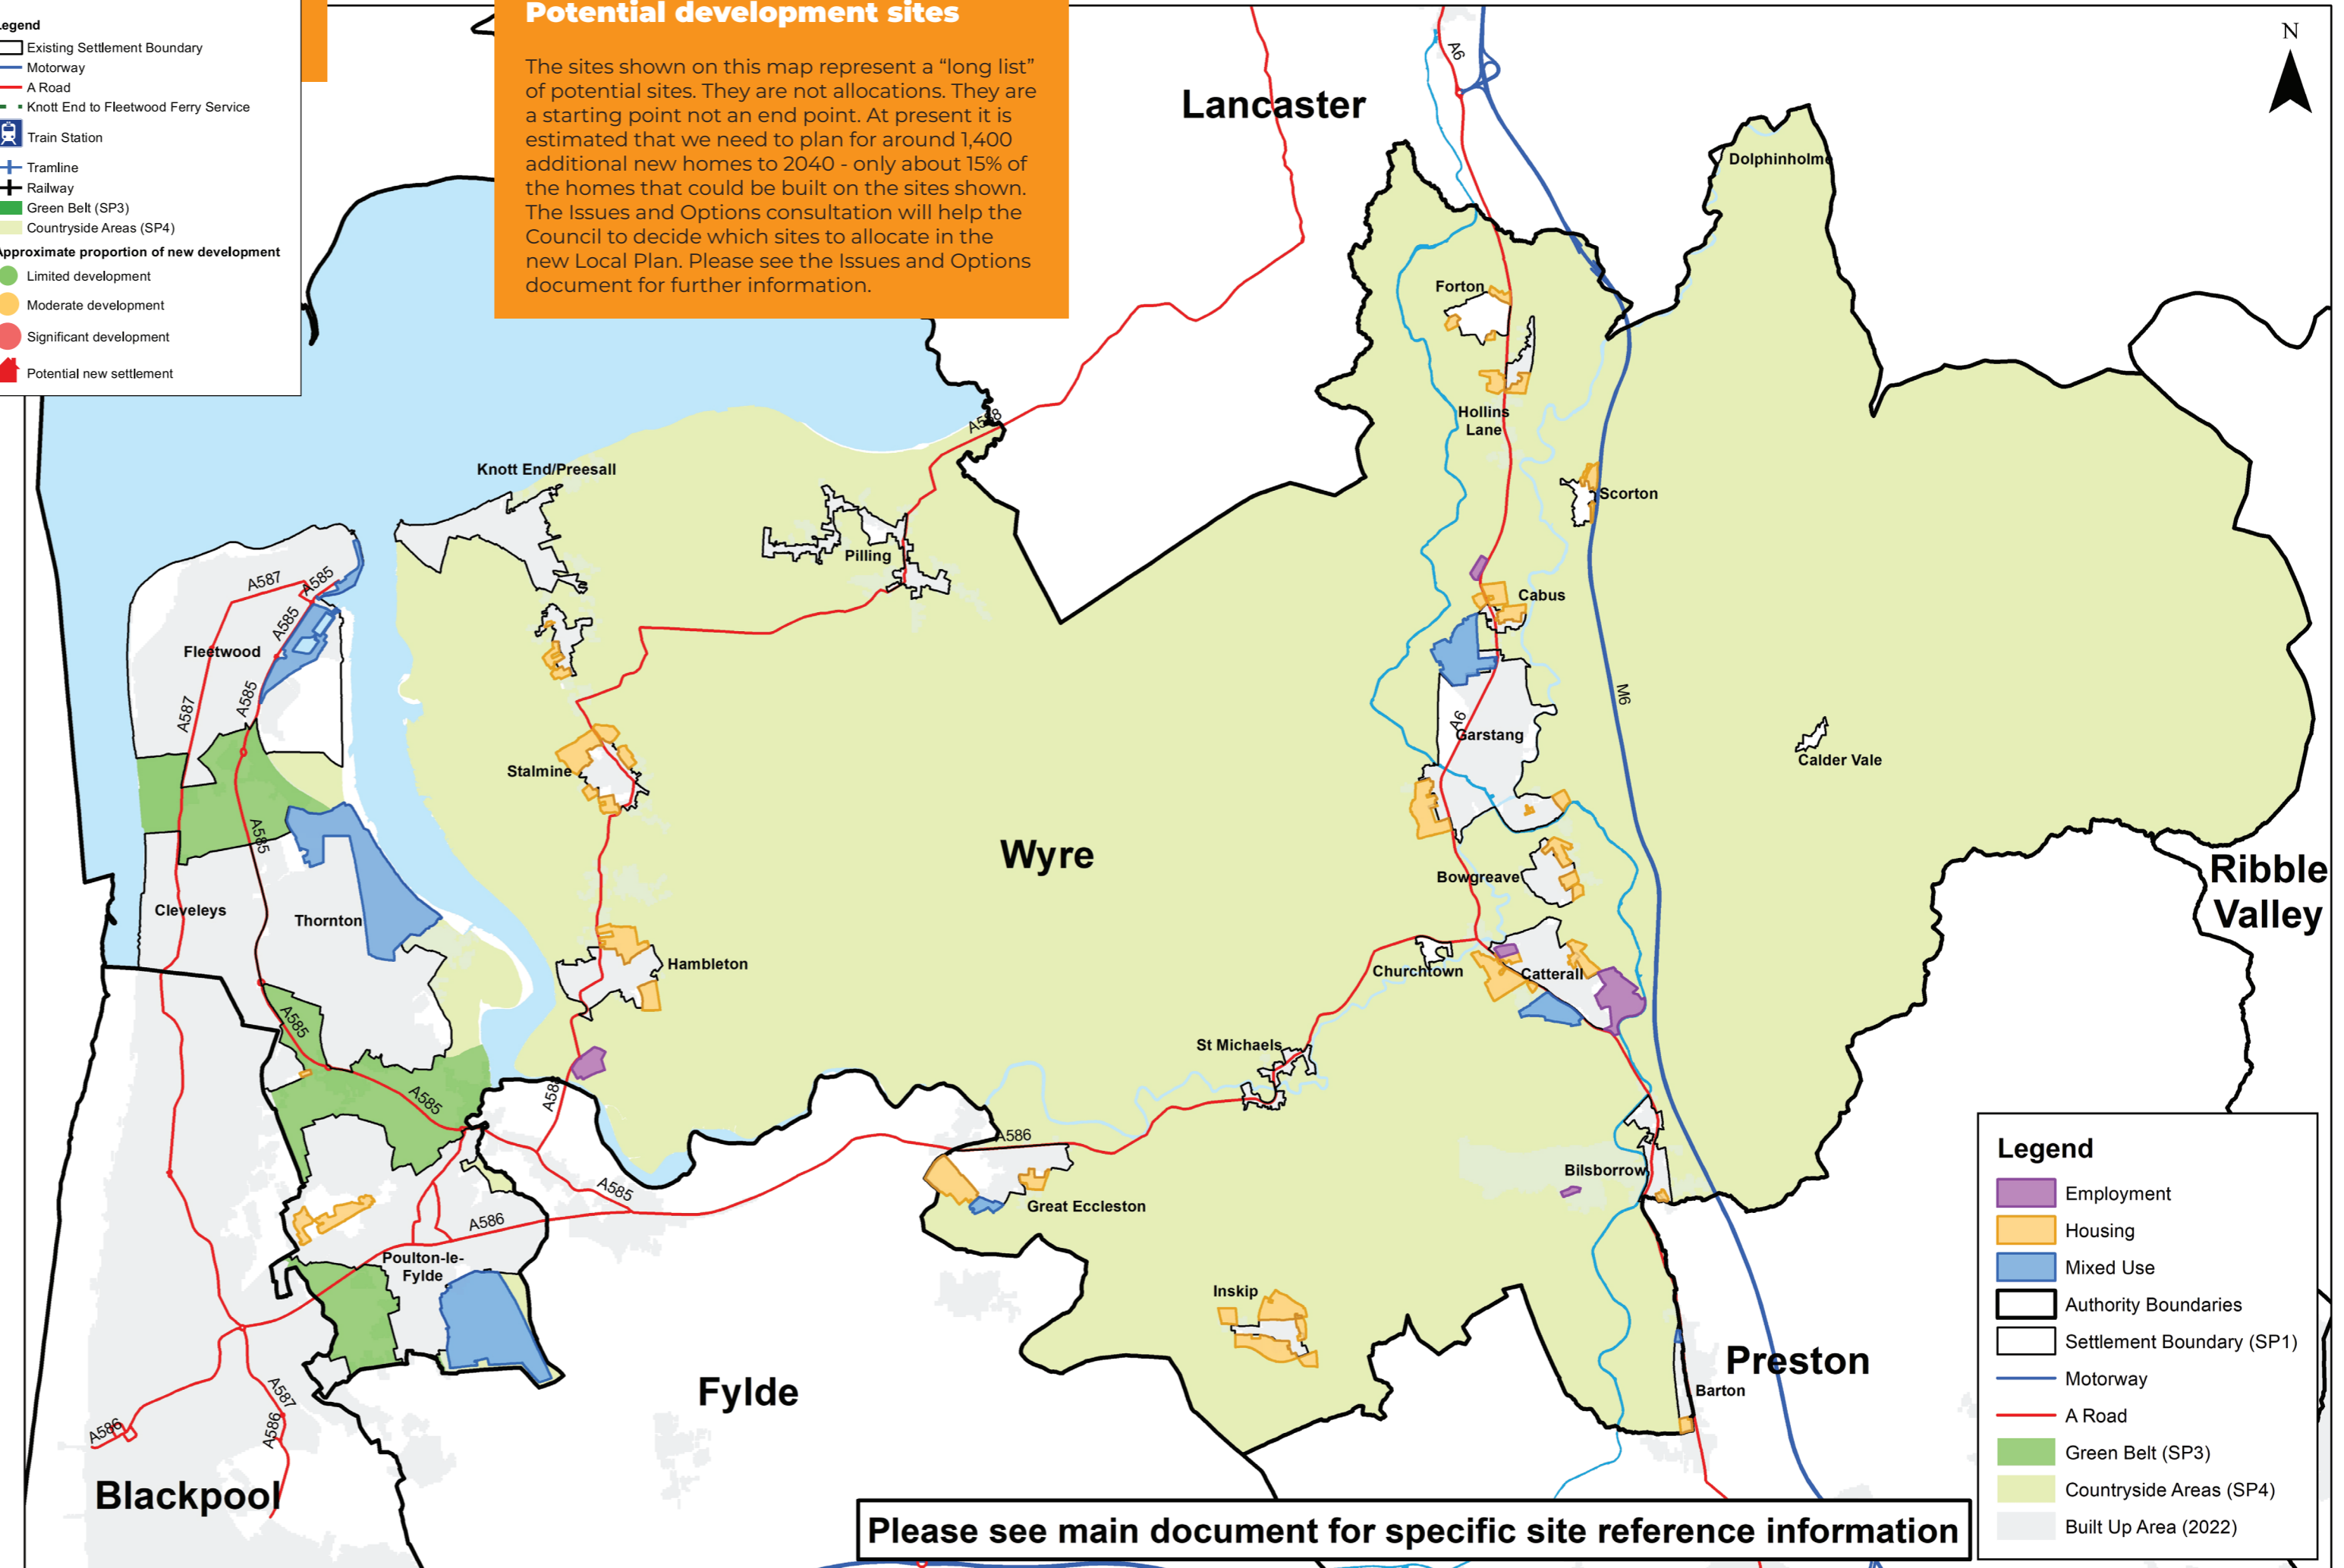 Legend
Existing Settlement Boundary
Motorway
A Road
Knott End to Fleetwood Ferry Service
Train Station
Tramline
Railway
Green Belt (SP3)
Countryside Areas (SP4)
Approximate proportion of new development
Limited development
Moderate development
Significant development
Potential new settlement
Potential development sites
The sites shown on this map represent a “long list”
of potential sites. They are not allocations. They are
a starting point not an end point. At present it is
estimated that we need to plan for around 1,400
additional new homes to 2040 - only about 15% of
the homes that could be built on the sites shown.
The Issues and Options consultation will help the
Council to decide which sites to allocate in the
new Local Plan. Please see the Issues and Options
document for further information.
N
A6
Lancaster
Dolphinholme
Forton
Hollins
Lane
A588
Knott End/Preesall
Scorton
Pilling
A587
A585
Cabus
A585
Fleetwood
A585
A587
M6
A6
Garstang
Calder Vale
Stalmine
A585
Wyre
Ribble
Valley
Bowgreave
Cleveleys
Thornton
Hambleton
Churchtown
Catterall
A585
St Michaels
A585
A588
A586
Bilsborrow
A585
Great Eccleston
A586
Poulton-le-
Fylde
Inskip
Preston
Barton
Fylde
A587
A586
A586
Blackpool
Legend
Employment
Housing
Mixed Use
Authority Boundaries
Settlement Boundary (SP1)
Motorway
A Road
Green Belt (SP3)
Countryside Areas (SP4)
Built Up Area (2022)
Please see main document for specific site reference information